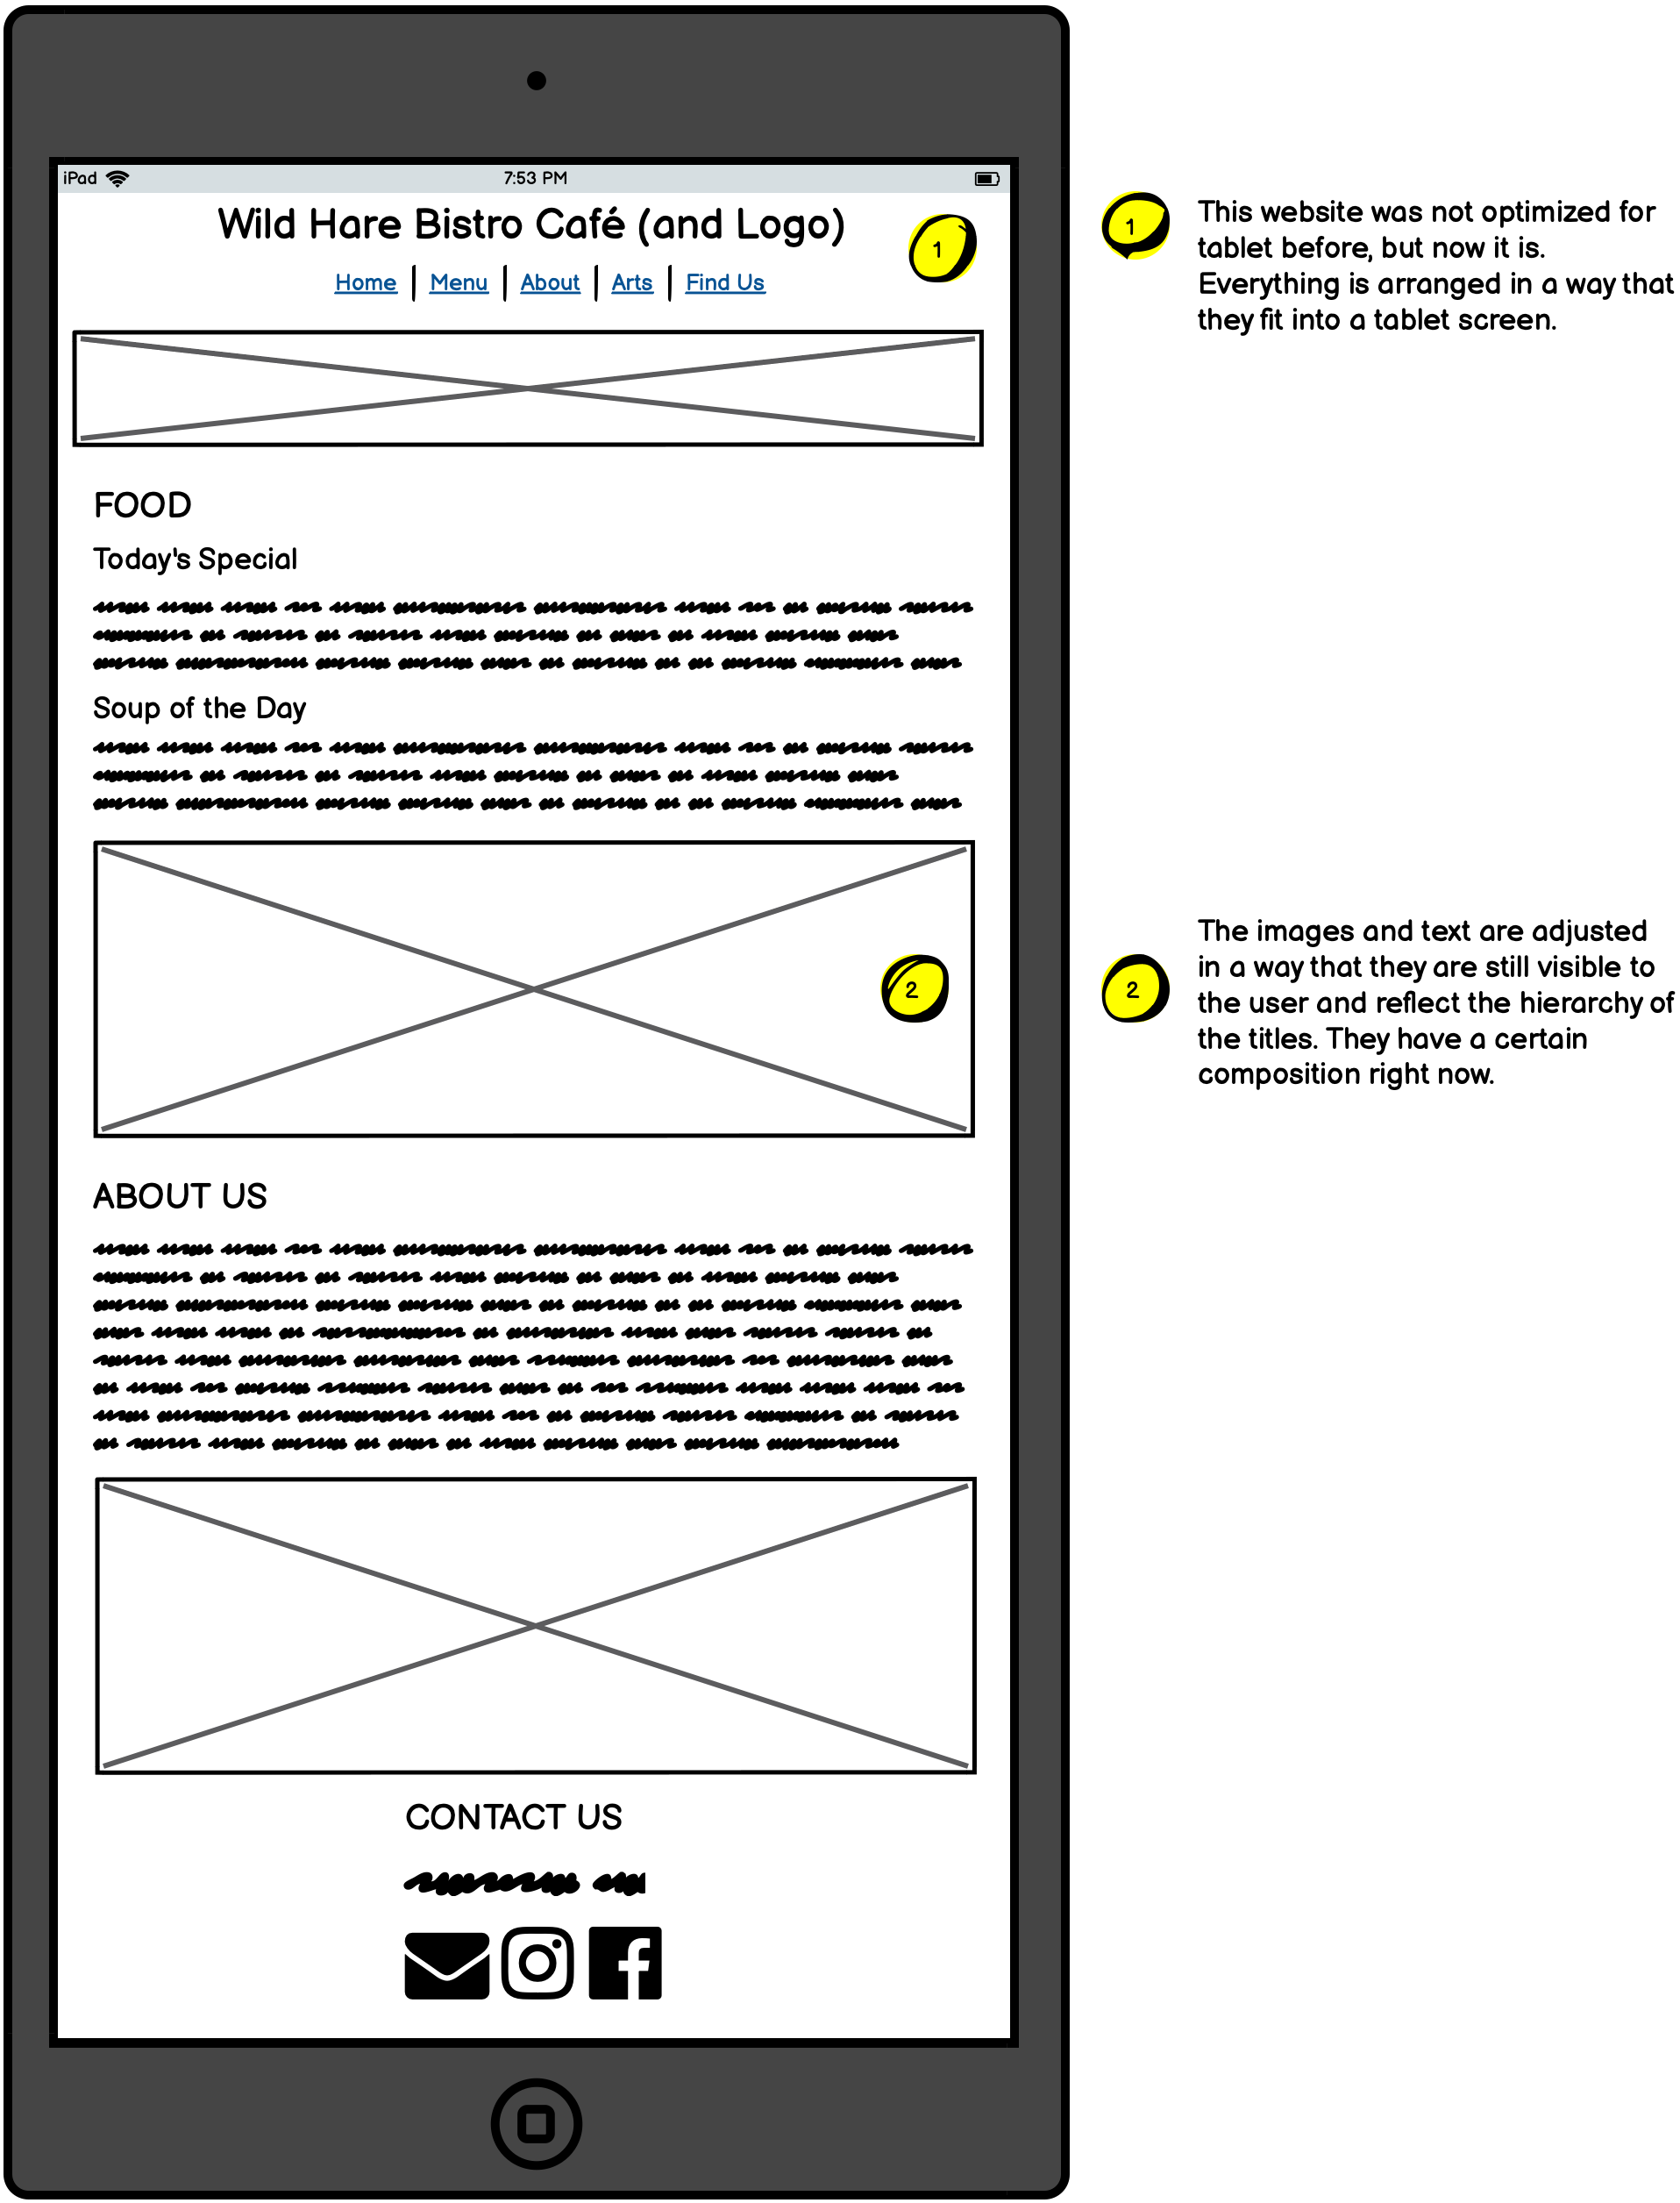 iPad 7:53 PM
Wild Hare Bistro Café (and Logo)
1
Home | Menu | About | Arts | Find Us
FOOD
Today's Special
Soup of the Day
2
ABOUT US
CONTACT US
1
This website was not optimized for
tablet before, but now it is.
Everything is arranged in a way that
they fit into a tablet screen.
2
The images and text are adjusted
in a way that they are still visible to
the user and reflect the hierarchy of
the titles. They have a certain
composition right now.